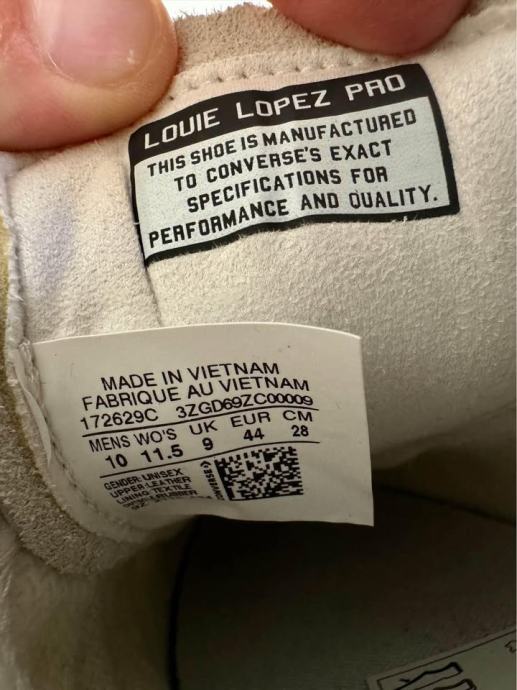 LOUIE LOPEZ PRO
THIS SHOE IS MANUFACTURED
TO CONVERSE'S EXACT
SPECIFICATIONS FOR
PERFORMANCE AND QUALITY.
MADE IN VIETNAM
FABRIQUE AU VIETNAM
172629C 3ZGD69ZC00009
MENS WO'S UK EUR CM
10 11.5 9 44 28
GENDER: UNISEX
UPPER: LEATHER
LINING: TEXTILE
RUBBER
CONVERSE